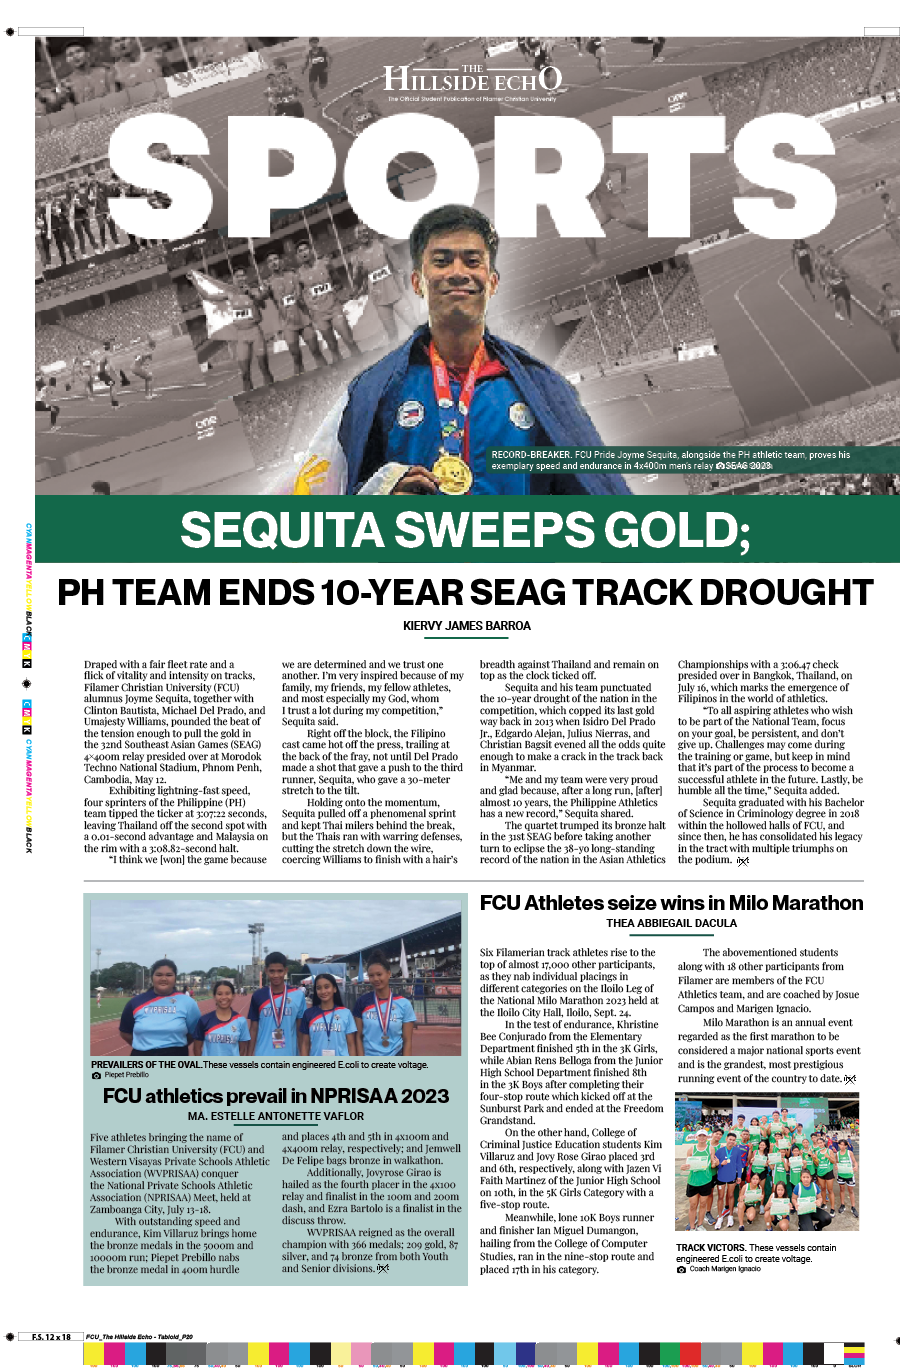 THE
HILLSIDE ECHO
The Official Student Publication of Filamer Christian University
SPORTS
RECORD-BREAKER. FCU Pride Joyme Sequita, alongside the PH athletic team, proves his
exemplary speed and endurance in 4x400m men's relay SEAG 2023
SEQUITA SWEEPS GOLD;
PH TEAM ENDS 10-YEAR SEAG TRACK DROUGHT
KIERVY JAMES BARROA
Draped with a fair fleet rate and a
flick of vitality and intensity on tracks,
Filamer Christian University (FCU)
alumnus Joyme Sequita, together with
Clinton Bautista, Michael Del Prado, and
Umajesty Williams, pounded the beat of
the tension enough to pull the gold in
the 32nd Southeast Asian Games (SEAG)
4×400m relay presided over at Morodok
Techno National Stadium, Phnom Penh,
Cambodia, May 12.
Exhibiting lightning-fast speed,
four sprinters of the Philippine (PH)
team tipped the ticker at 3:07:22 seconds,
leaving Thailand off the second spot with
a 0.01-second advantage and Malaysia on
the rim with a 3:08.82-second halt.
“I think we [won] the game because
we are determined and we trust one
another. I’m very inspired because of my
family, my friends, my fellow athletes,
and most especially my God, whom
I trust a lot during my competition,”
Sequita said.
Right off the block, the Filipino
cast came hot off the press, trailing at
the back of the fray, not until Del Prado
made a shot that gave a push to the third
runner, Sequita, who gave a 30-meter
stretch to the tilt.
Holding onto the momentum,
Sequita pulled off a phenomenal sprint
and kept Thai milers behind the break,
but the Thais ran with warring defenses,
cutting the stretch down the wire,
coercing Williams to finish with a hair’s
breadth against Thailand and remain on
top as the clock ticked off.
Sequita and his team punctuated
the 10-year drought of the nation in the
competition, which copped its last gold
way back in 2013 when Isidro Del Prado
Jr., Edgardo Alejan, Julius Nierras, and
Christian Bagsit evened all the odds quite
enough to make a crack in the track back
in Myanmar.
“Me and my team were very proud
and glad because, after a long run, [after]
almost 10 years, the Philippine Athletics
has a new record,” Sequita shared.
The quartet trumped its bronze halt
in the 31st SEAG before taking another
turn to eclipse the 38-yo long-standing
record of the nation in the Asian Athletics
Championships with a 3:06.47 check
presided over in Bangkok, Thailand, on
July 16, which marks the emergence of
Filipinos in the world of athletics.
“To all aspiring athletes who wish
to be part of the National Team, focus
on your goal, be persistent, and don’t
give up. Challenges may come during
the training or game, but keep in mind
that it’s part of the process to become a
successful athlete in the future. Lastly, be
humble all the time,” Sequita added.
Sequita graduated with his Bachelor
of Science in Criminology degree in 2018
within the hollowed halls of FCU, and
since then, he has consolidated his legacy
in the tract with multiple triumphs on
the podium.
PREVAILERS OF THE OVAL.These vessels contain engineered E.coli to create voltage.
Piepet Prebillo
FCU athletics prevail in NPRISAA 2023
MA. ESTELLE ANTONETTE VAFLOR
Five athletes bringing the name of
Filamer Christian University (FCU) and
Western Visayas Private Schools Athletic
Association (WVPRISAA) conquer
the National Private Schools Athletic
Association (NPRISAA) Meet, held at
Zamboanga City, July 13-18.
With outstanding speed and
endurance, Kim Villaruz brings home
the bronze medals in the 5000m and
10000m run; Piepet Prebillo nabs
the bronze medal in 400m hurdle
and places 4th and 5th in 4x100m and
4x400m relay, respectively; and Jemwell
De Felipe bags bronze in walkathon.
Additionally, Jovyrose Girao is
hailed as the fourth placer in the 4x100
relay and finalist in the 100m and 200m
dash, and Ezra Bartolo is a finalist in the
discuss throw.
WVPRISAA reigned as the overall
champion with 366 medals; 209 gold, 87
silver, and 74 bronze from both Youth
and Senior divisions.
FCU Athletes seize wins in Milo Marathon
THEA ABBIEGAIL DACULA
Six Filamerian track athletes rise to the
top of almost 17,000 other participants,
as they nab individual placings in
different categories on the Iloilo Leg of
the National Milo Marathon 2023 held at
the Iloilo City Hall, Iloilo, Sept. 24.
In the test of endurance, Khristine
Bee Conjurado from the Elementary
Department finished 5th in the 3K Girls,
while Abian Rens Belloga from the Junior
High School Department finished 8th
in the 3K Boys after completing their
four-stop route which kicked off at the
Sunburst Park and ended at the Freedom
Grandstand.
On the other hand, College of
Criminal Justice Education students Kim
Villaruz and Jovy Rose Girao placed 3rd
and 6th, respectively, along with Jazen Vi
Faith Martinez of the Junior High School
on 10th, in the 5K Girls Category with a
five-stop route.
Meanwhile, lone 10K Boys runner
and finisher Ian Miguel Dumangon,
hailing from the College of Computer
Studies, ran in the nine-stop route and
placed 17th in his category.
The abovementioned students
along with 18 other participants from
Filamer are members of the FCU
Athletics team, and are coached by Josue
Campos and Marigen Ignacio.
Milo Marathon is an annual event
regarded as the first marathon to be
considered a major national sports event
and is the grandest, most prestigious
running event of the country to date.
TRACK VICTORS. These vessels contain
engineered E.coli to create voltage.
Coach Marigen Ignacio
CYANMAGENTAYELLOWBLACK
CMYK
CMYK
CYANMAGENTAYELLOWBLACK
F.S. 12 x 18
FCU_The Hillside Echo - Tabloid_P20